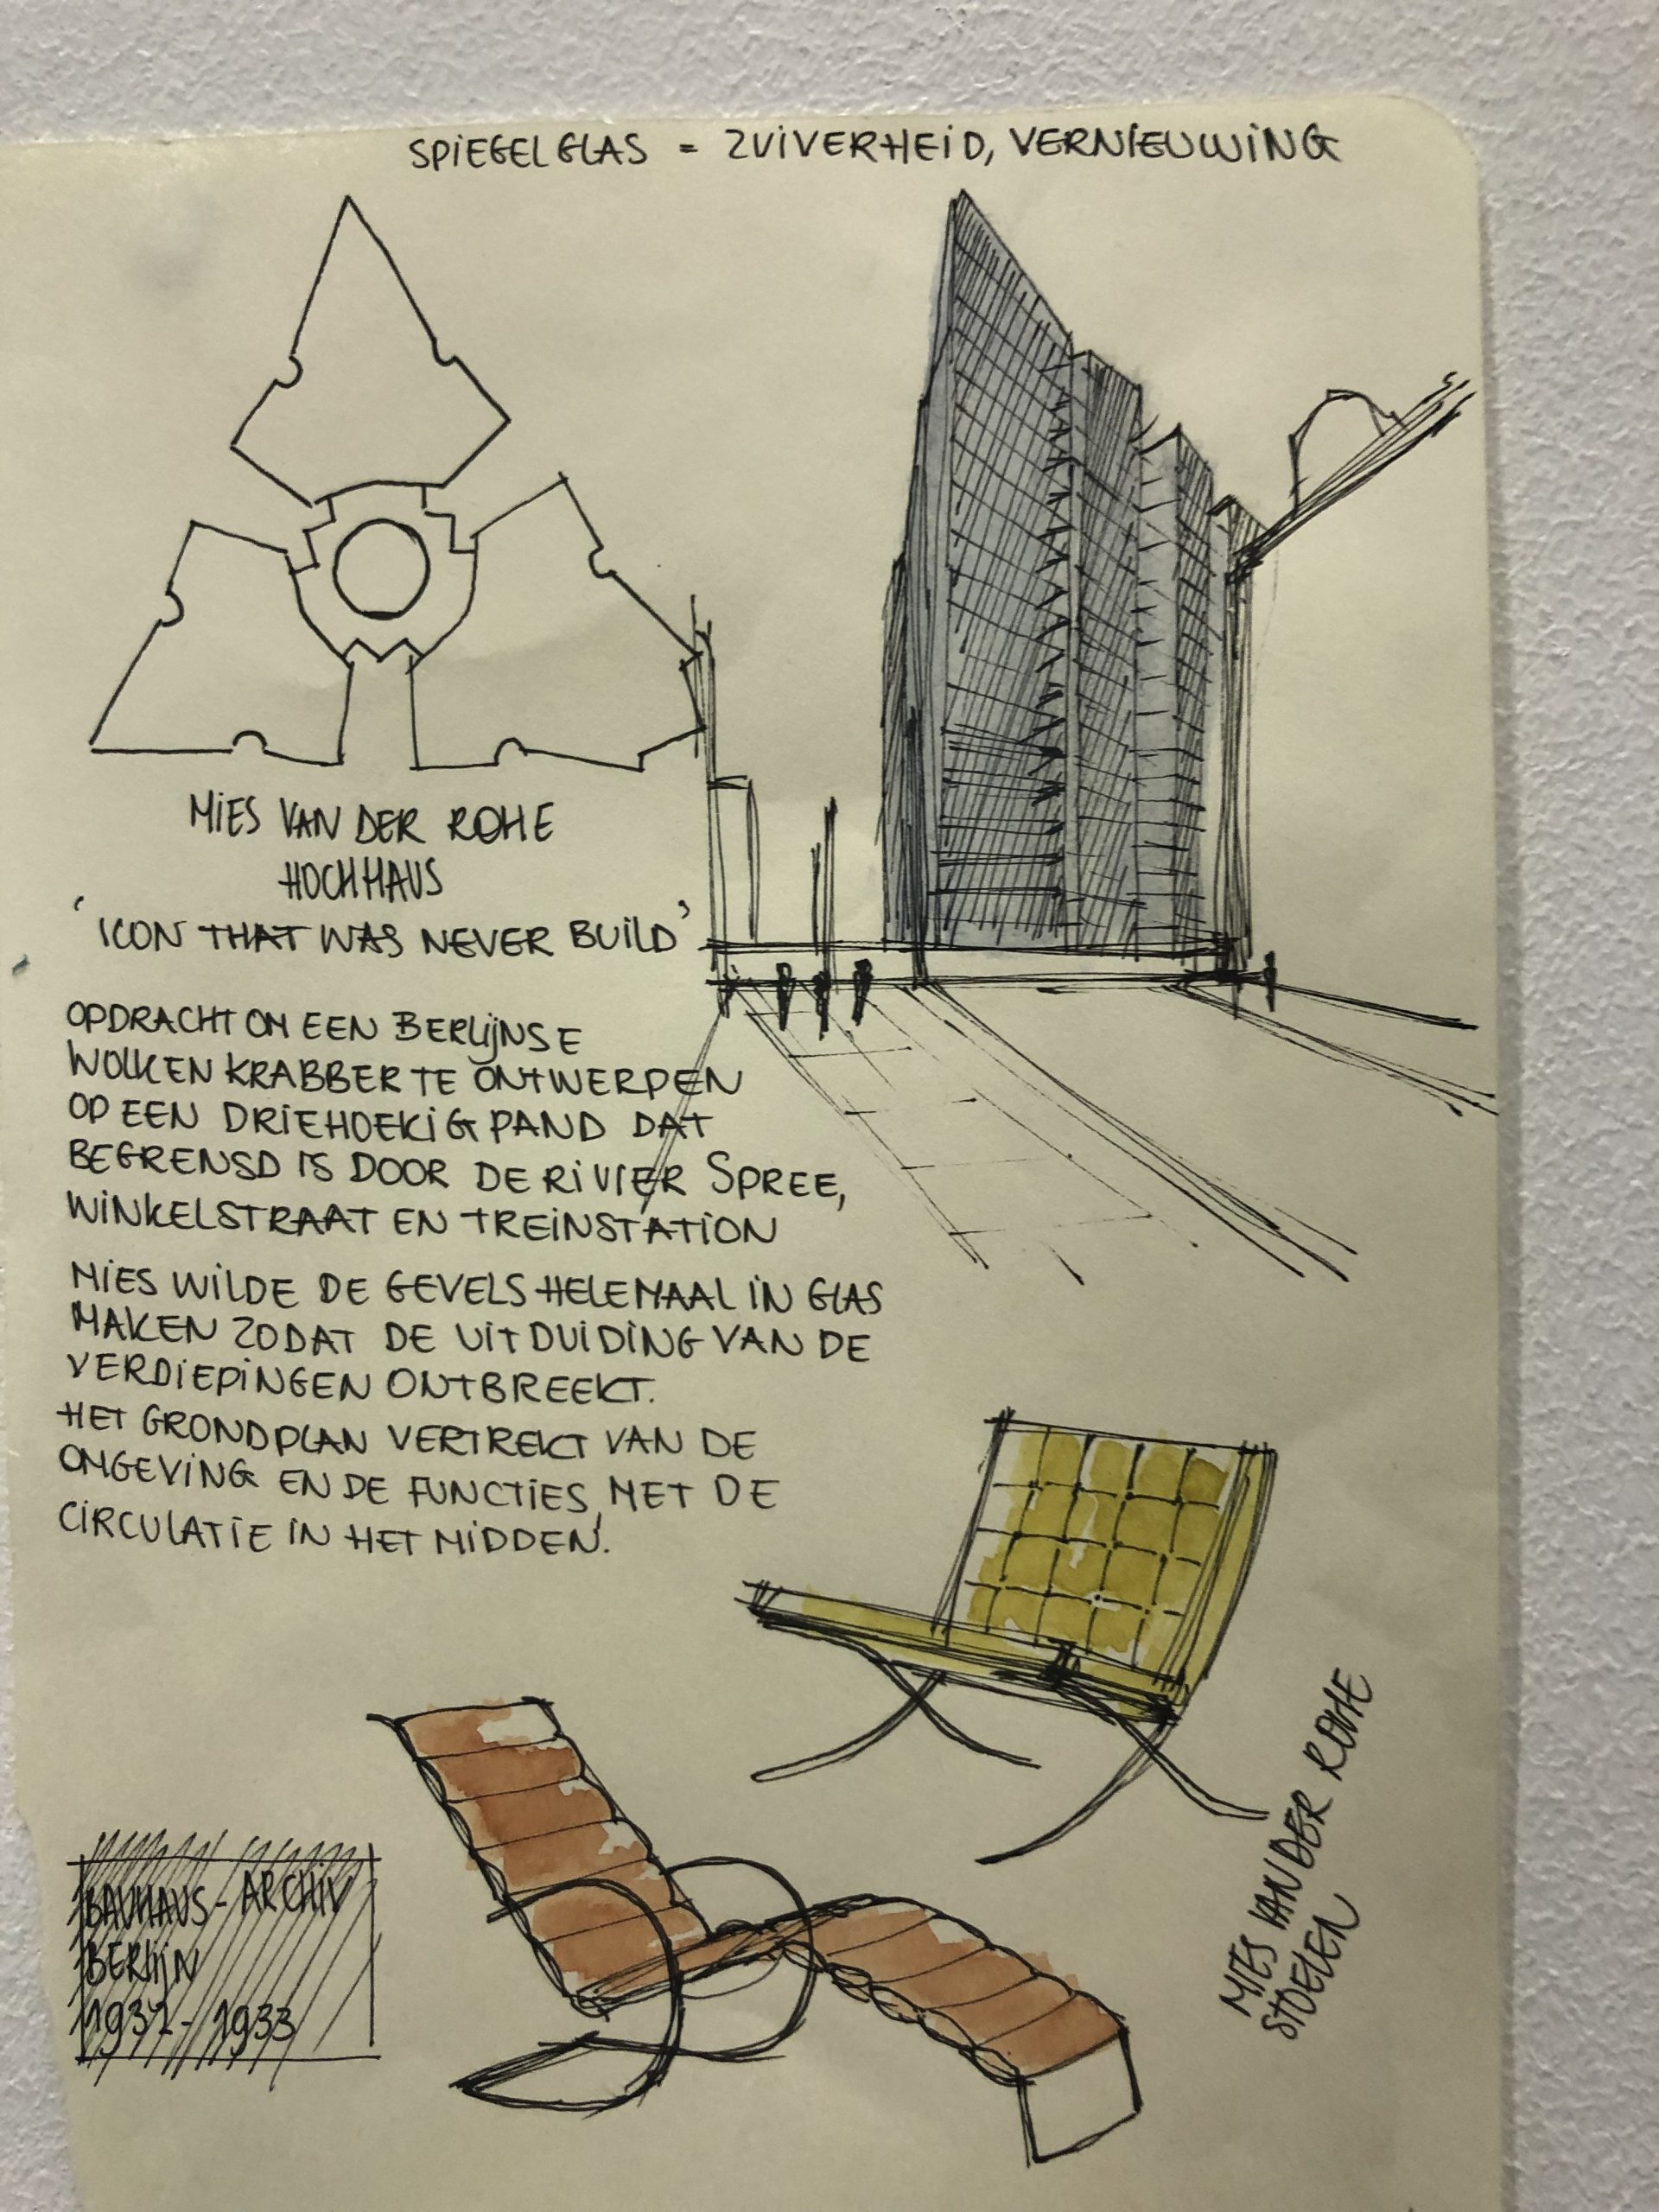 SPIEGELGLAS = ZUIVERHEID, VERNIEUWING
MIES VAN DER ROHE
HOCHHAUS
'ICON THAT WAS NEVER BUILD'
OPDRACHT OM EEN BERLIJNSE
WOLKENKRABBER TE ONTWERPEN
OP EEN DRIEHOEKIG PAND DAT
BEGRENSD IS DOOR DE RIVIER SPREE,
WINKELSTRAAT EN TREINSTATION
MIES WILDE DE GEVELS HELEMAAL IN GLAS
MAKEN ZODAT DE UITDUIDING VAN DE
VERDIEPINGEN ONTBREEKT.
HET GRONDPLAN VERTREKT VAN DE
OMGEVING EN DE FUNCTIES, MET DE
CIRCULATIE IN HET MIDDEN.
MIES VAN DER ROHE
STOELEN
BAUHAUS-ARCHIV
BERLIJN
1932-1933